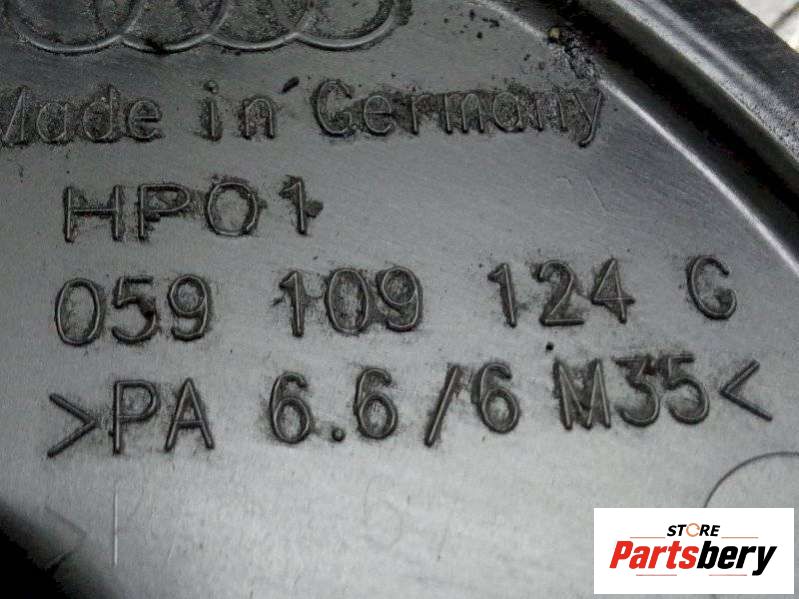 Made in Germany
HP01
059 109 124 G
>PA 6.6/6 M35<
STORE
Partsbery